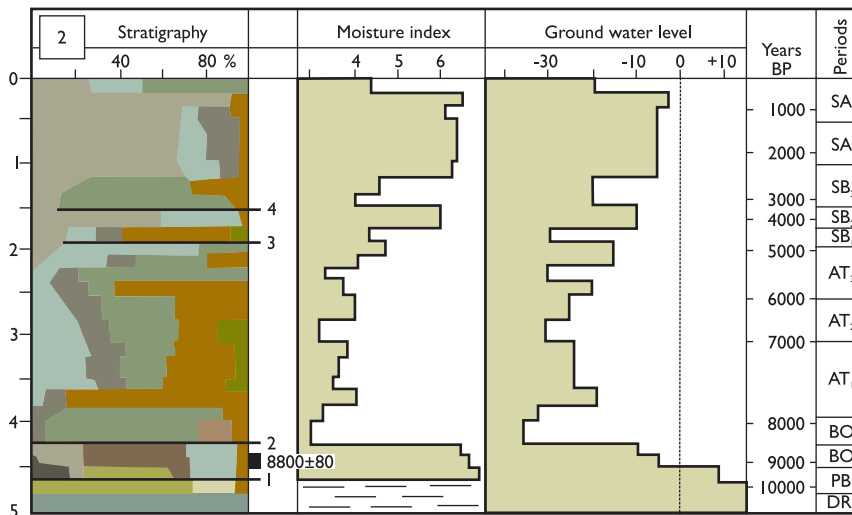 2 Stratigraphy Moisture index Ground water level Years BP Periods
40 80 % 4 5 6 -30 -10 0 +10
0
1000 SA
1
2000 SA
3000 SB
4
4000 SB
3 SB
2
5000
AT
6000
3
7000 AT
AT
4
8000
2 BO
8800±80
9000 BO
1
PB
10000
5
DR